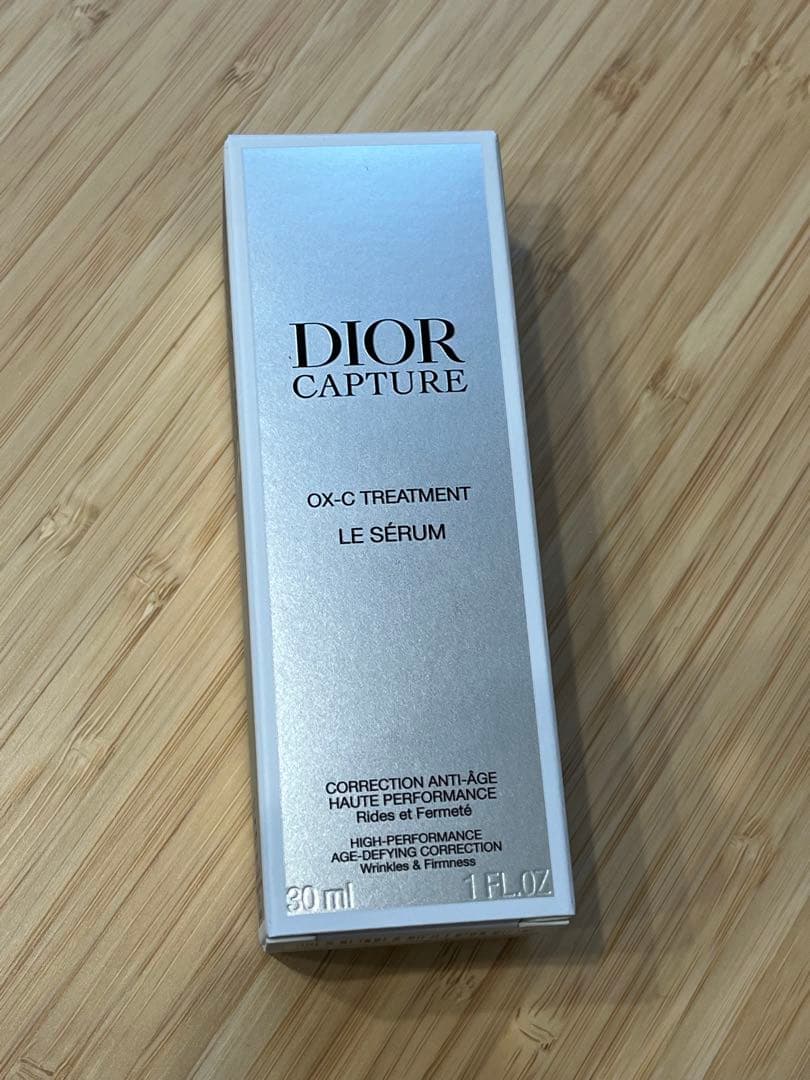 DIOR
CAPTURE
OX-C TREATMENT
LE SÉRUM
CORRECTION ANTI-ÂGE
HAUTE PERFORMANCE
Rides et Fermeté
HIGH-PERFORMANCE
AGE-DEFYING CORRECTION
Wrinkles & Firmness
30 ml 1 FL.OZ